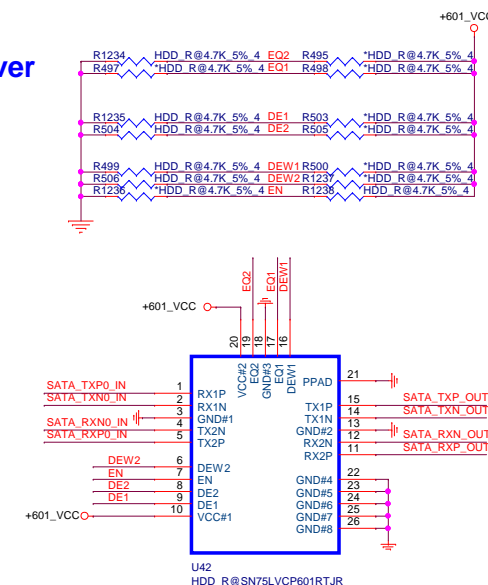 +601_VCC
ver
R1234 HDD_R@4.7K_5%_4 EQ2 R495 *HDD_R@4.7K_5%_4
R497 *HDD_R@4.7K_5%_4 EQ1 R498 *HDD_R@4.7K_5%_4
R1235 HDD_R@4.7K_5%_4 DE1 R503 *HDD_R@4.7K_5%_4
R504 *HDD_R@4.7K_5%_4 DE2 R505 *HDD_R@4.7K_5%_4
R499 HDD_R@4.7K_5%_4 DEW1 R500 *HDD_R@4.7K_5%_4
R506 HDD_R@4.7K_5%_4 DEW2 R1237 *HDD_R@4.7K_5%_4
R1236 *HDD_R@4.7K_5%_4 EN R1238 HDD_R@4.7K_5%_4
EQ2 EQ1 DEW1
+601_VCC
20 19 18 17 16
VCC#2 EQ2 GND#3 EQ1 DEW1
PPAD 21
SATA_TXP0_IN 1 RX1P TX1P 15 SATA_TXP_OUT
SATA_TXN0_IN 2 RX1N TX1N 14 SATA_TXN_OUT
3 GND#1 GND#2 13
SATA_RXN0_IN 4 TX2N RX2N 12 SATA_RXN_OUT
SATA_RXP0_IN 5 TX2P RX2P 11 SATA_RXP_OUT
DEW2 6 DEW2 GND#4 22
EN 7 EN GND#5 23
DE2 8 DE2 GND#6 24
DE1 9 DE1 GND#7 25
+601_VCC 10 VCC#1 GND#8 26
U42
HDD_R@SN75LVCP601RTJR